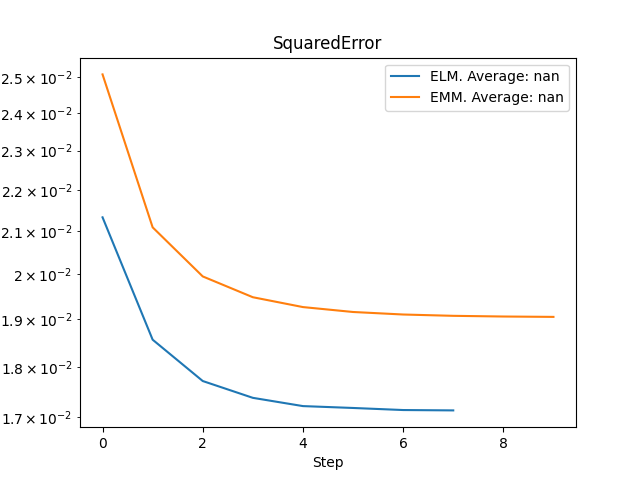 SquaredError
ELM. Average: nan
EMM. Average: nan
2.5 × 10⁻²
2.4 × 10⁻²
2.3 × 10⁻²
2.2 × 10⁻²
2.1 × 10⁻²
2 × 10⁻²
1.9 × 10⁻²
1.8 × 10⁻²
1.7 × 10⁻²
0 2 4 6 8
Step